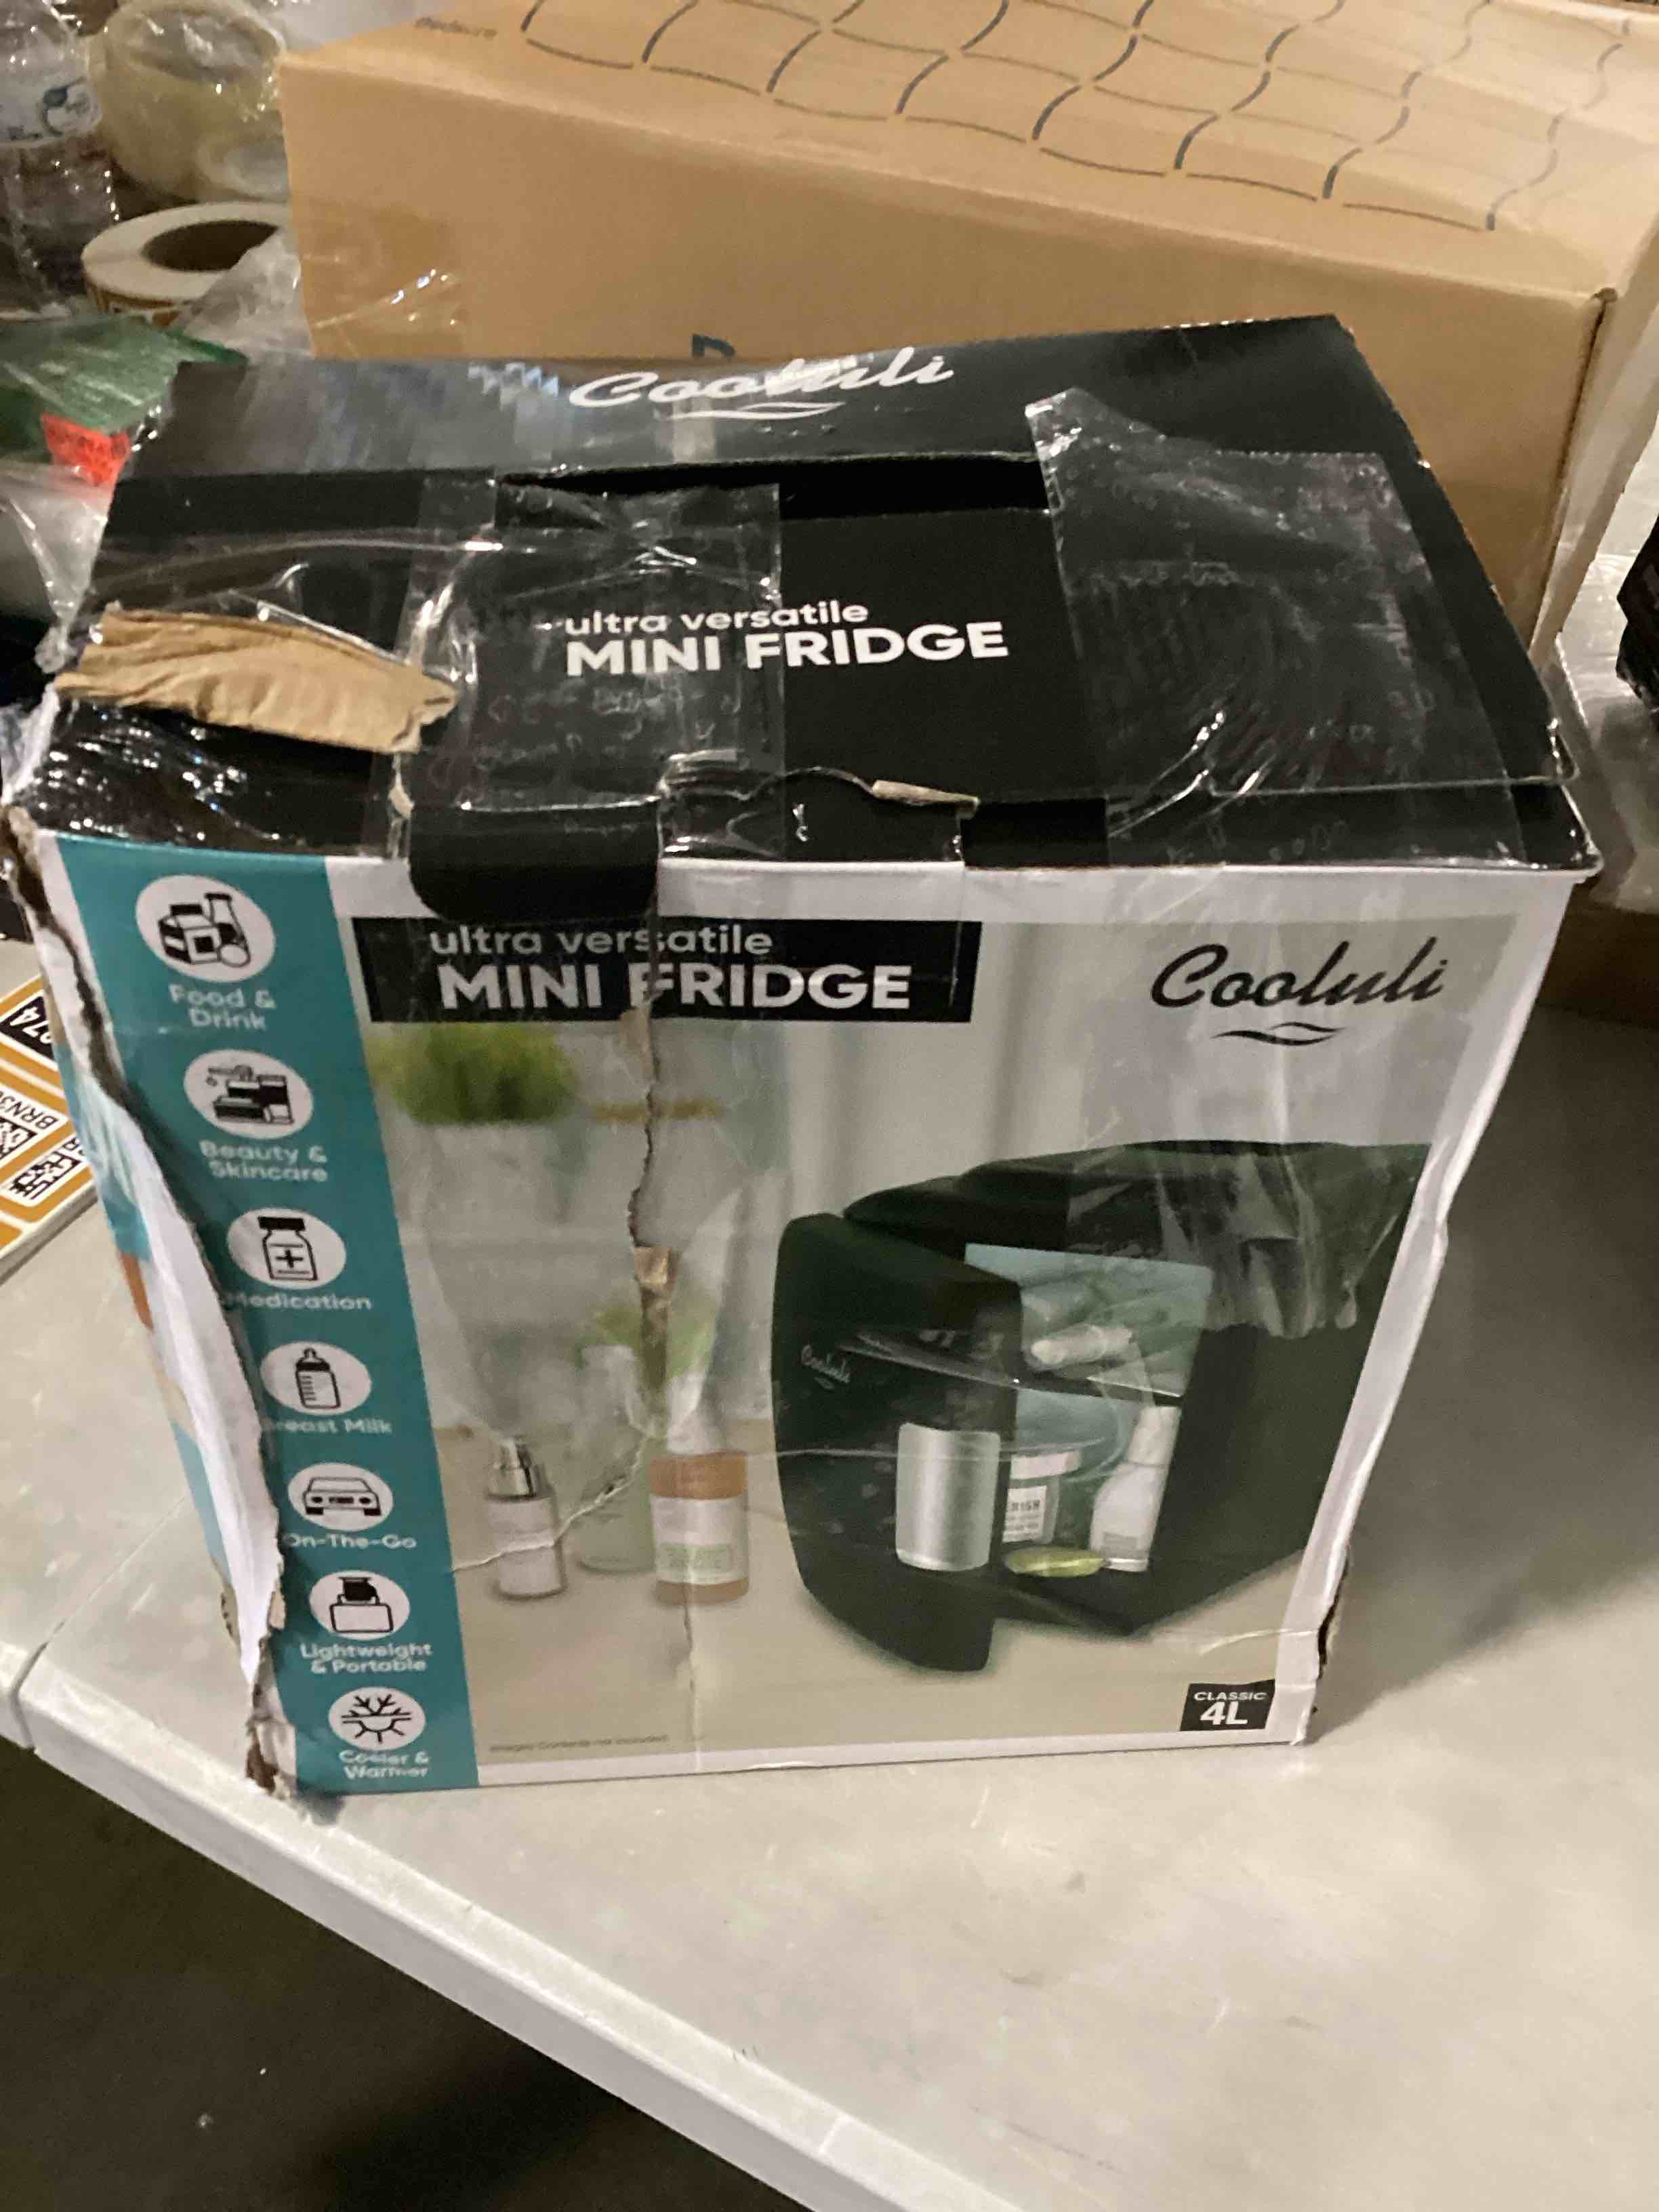 Cooluli
ultra versatile
MINI FRIDGE
ultra versatile
MINI FRIDGE
Cooluli
Food &
Drink
Beauty &
Skincare
Medication
Breast Milk
On-The-Go
Lightweight
& Portable
Cooler &
Warmer
Cooluli
CLASSIC
4L